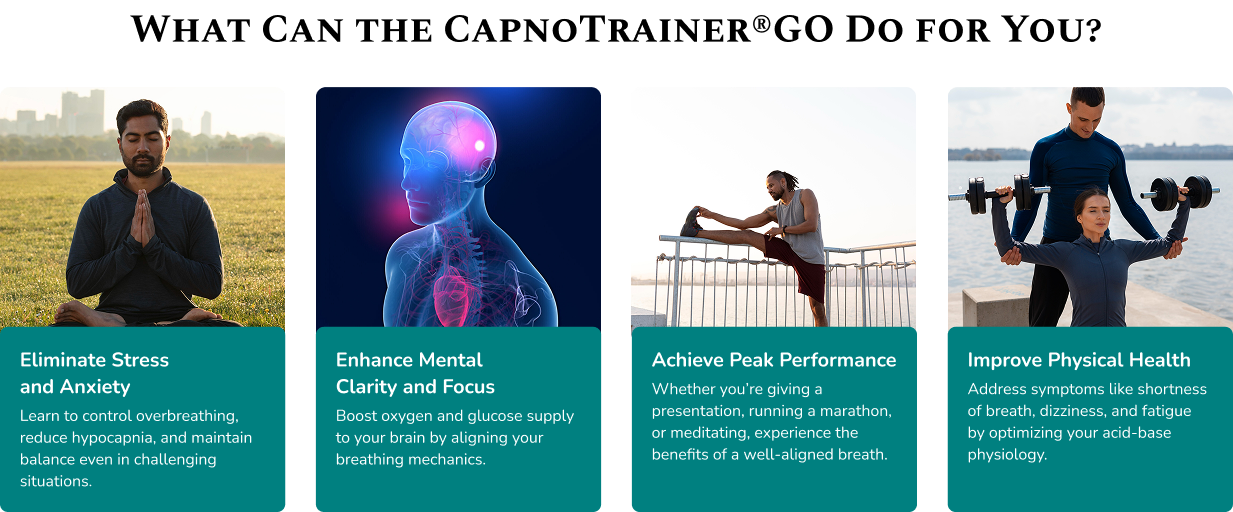 What Can the CapnoTrainer®GO Do for You?
Eliminate Stress
and Anxiety
Learn to control overbreathing,
reduce hypocapnia, and maintain
balance even in challenging
situations.
Enhance Mental
Clarity and Focus
Boost oxygen and glucose supply
to your brain by aligning your
breathing mechanics.
Achieve Peak Performance
Whether you’re giving a
presentation, running a marathon,
or meditating, experience the
benefits of a well-aligned breath.
Improve Physical Health
Address symptoms like shortness
of breath, dizziness, and fatigue
by optimizing your acid-base
physiology.